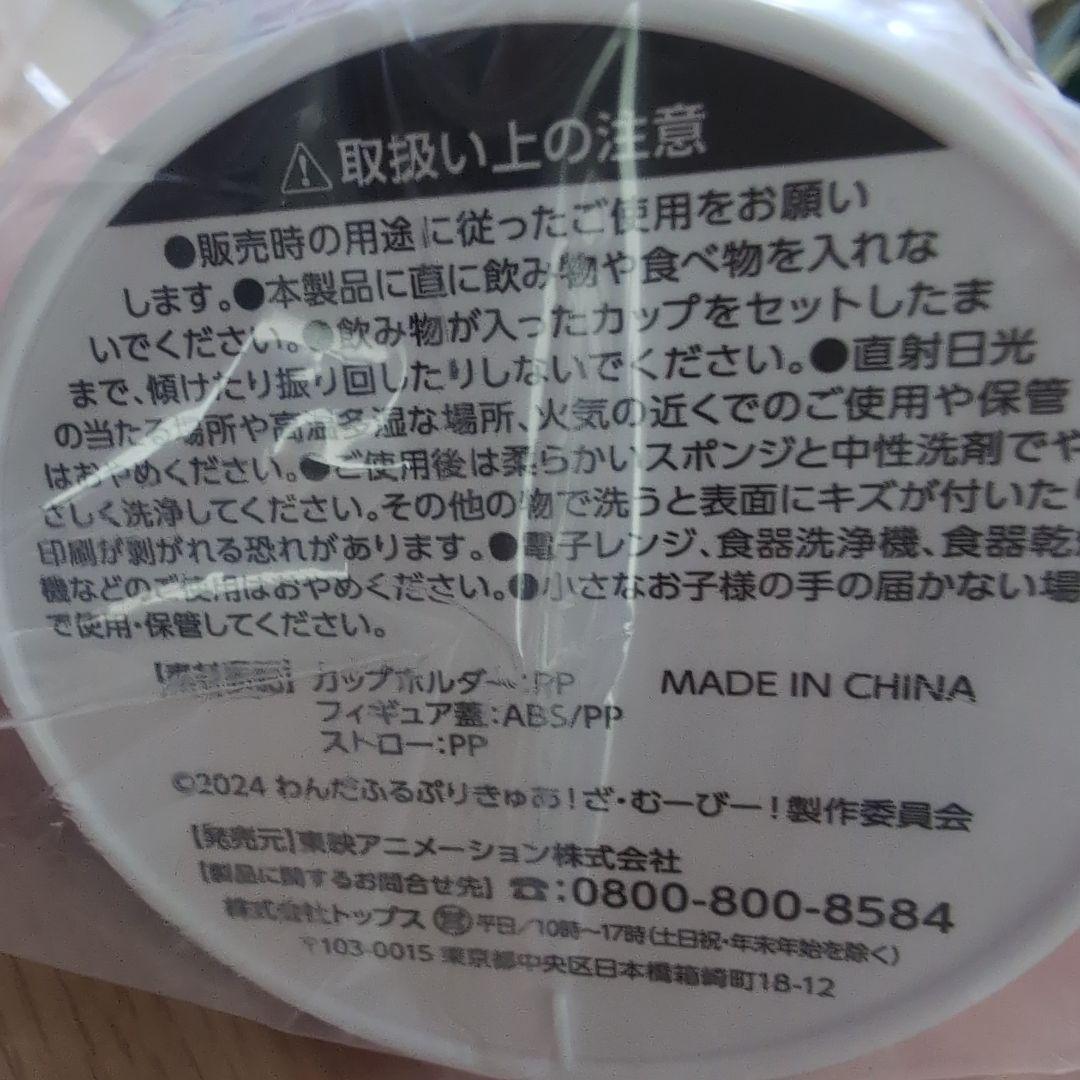 取扱い上の注意
●販売時の用途に従ったご使用をお願い
します。●本製品に直に飲み物や食べ物を入れな
いでください。●飲み物が入ったカップをセットしたま
まで、傾けたり振り回したりしないでください。●直射日光
の当たる場所や高温多湿な場所、火気の近くでのご使用や保管
はおやめください。●ご使用後は柔らかいスポンジと中性洗剤でや
さしく洗浄してください。その他の物で洗うと表面にキズが付いたり
印刷が剥がれる恐れがあります。●電子レンジ、食器洗浄機、食器乾燥
機などのご使用はおやめください。●小さなお子様の手の届かない場
で使用・保管してください。
カップホルダー:PP
MADE IN CHINA
フィギュア蓋:ABS/PP
ストロー:PP
©2024 わんだふるぷりきゅあ!ざ・むーびー!製作委員会
【発売元】東映アニメーション株式会社
【製品に関するお問合せ先】 ☎:0800-800-8584
株式会社トップス 営 平日/10時〜17時(土日祝・年末年始を除く)
〒103-0015 東京都中央区日本橋箱崎町18-12